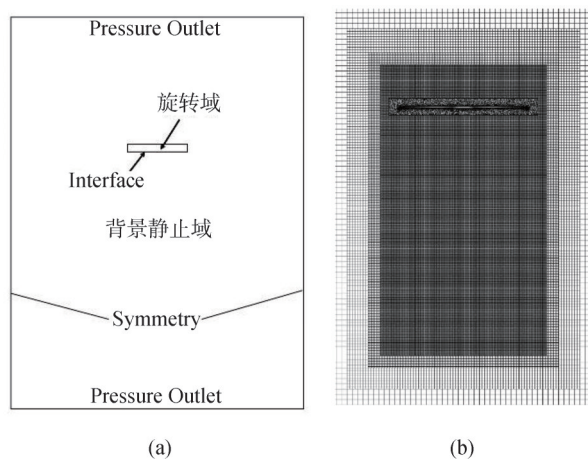 Pressure Outlet
旋转域
Interface
背景静止域
Symmetry
Pressure Outlet
(a)
(b)